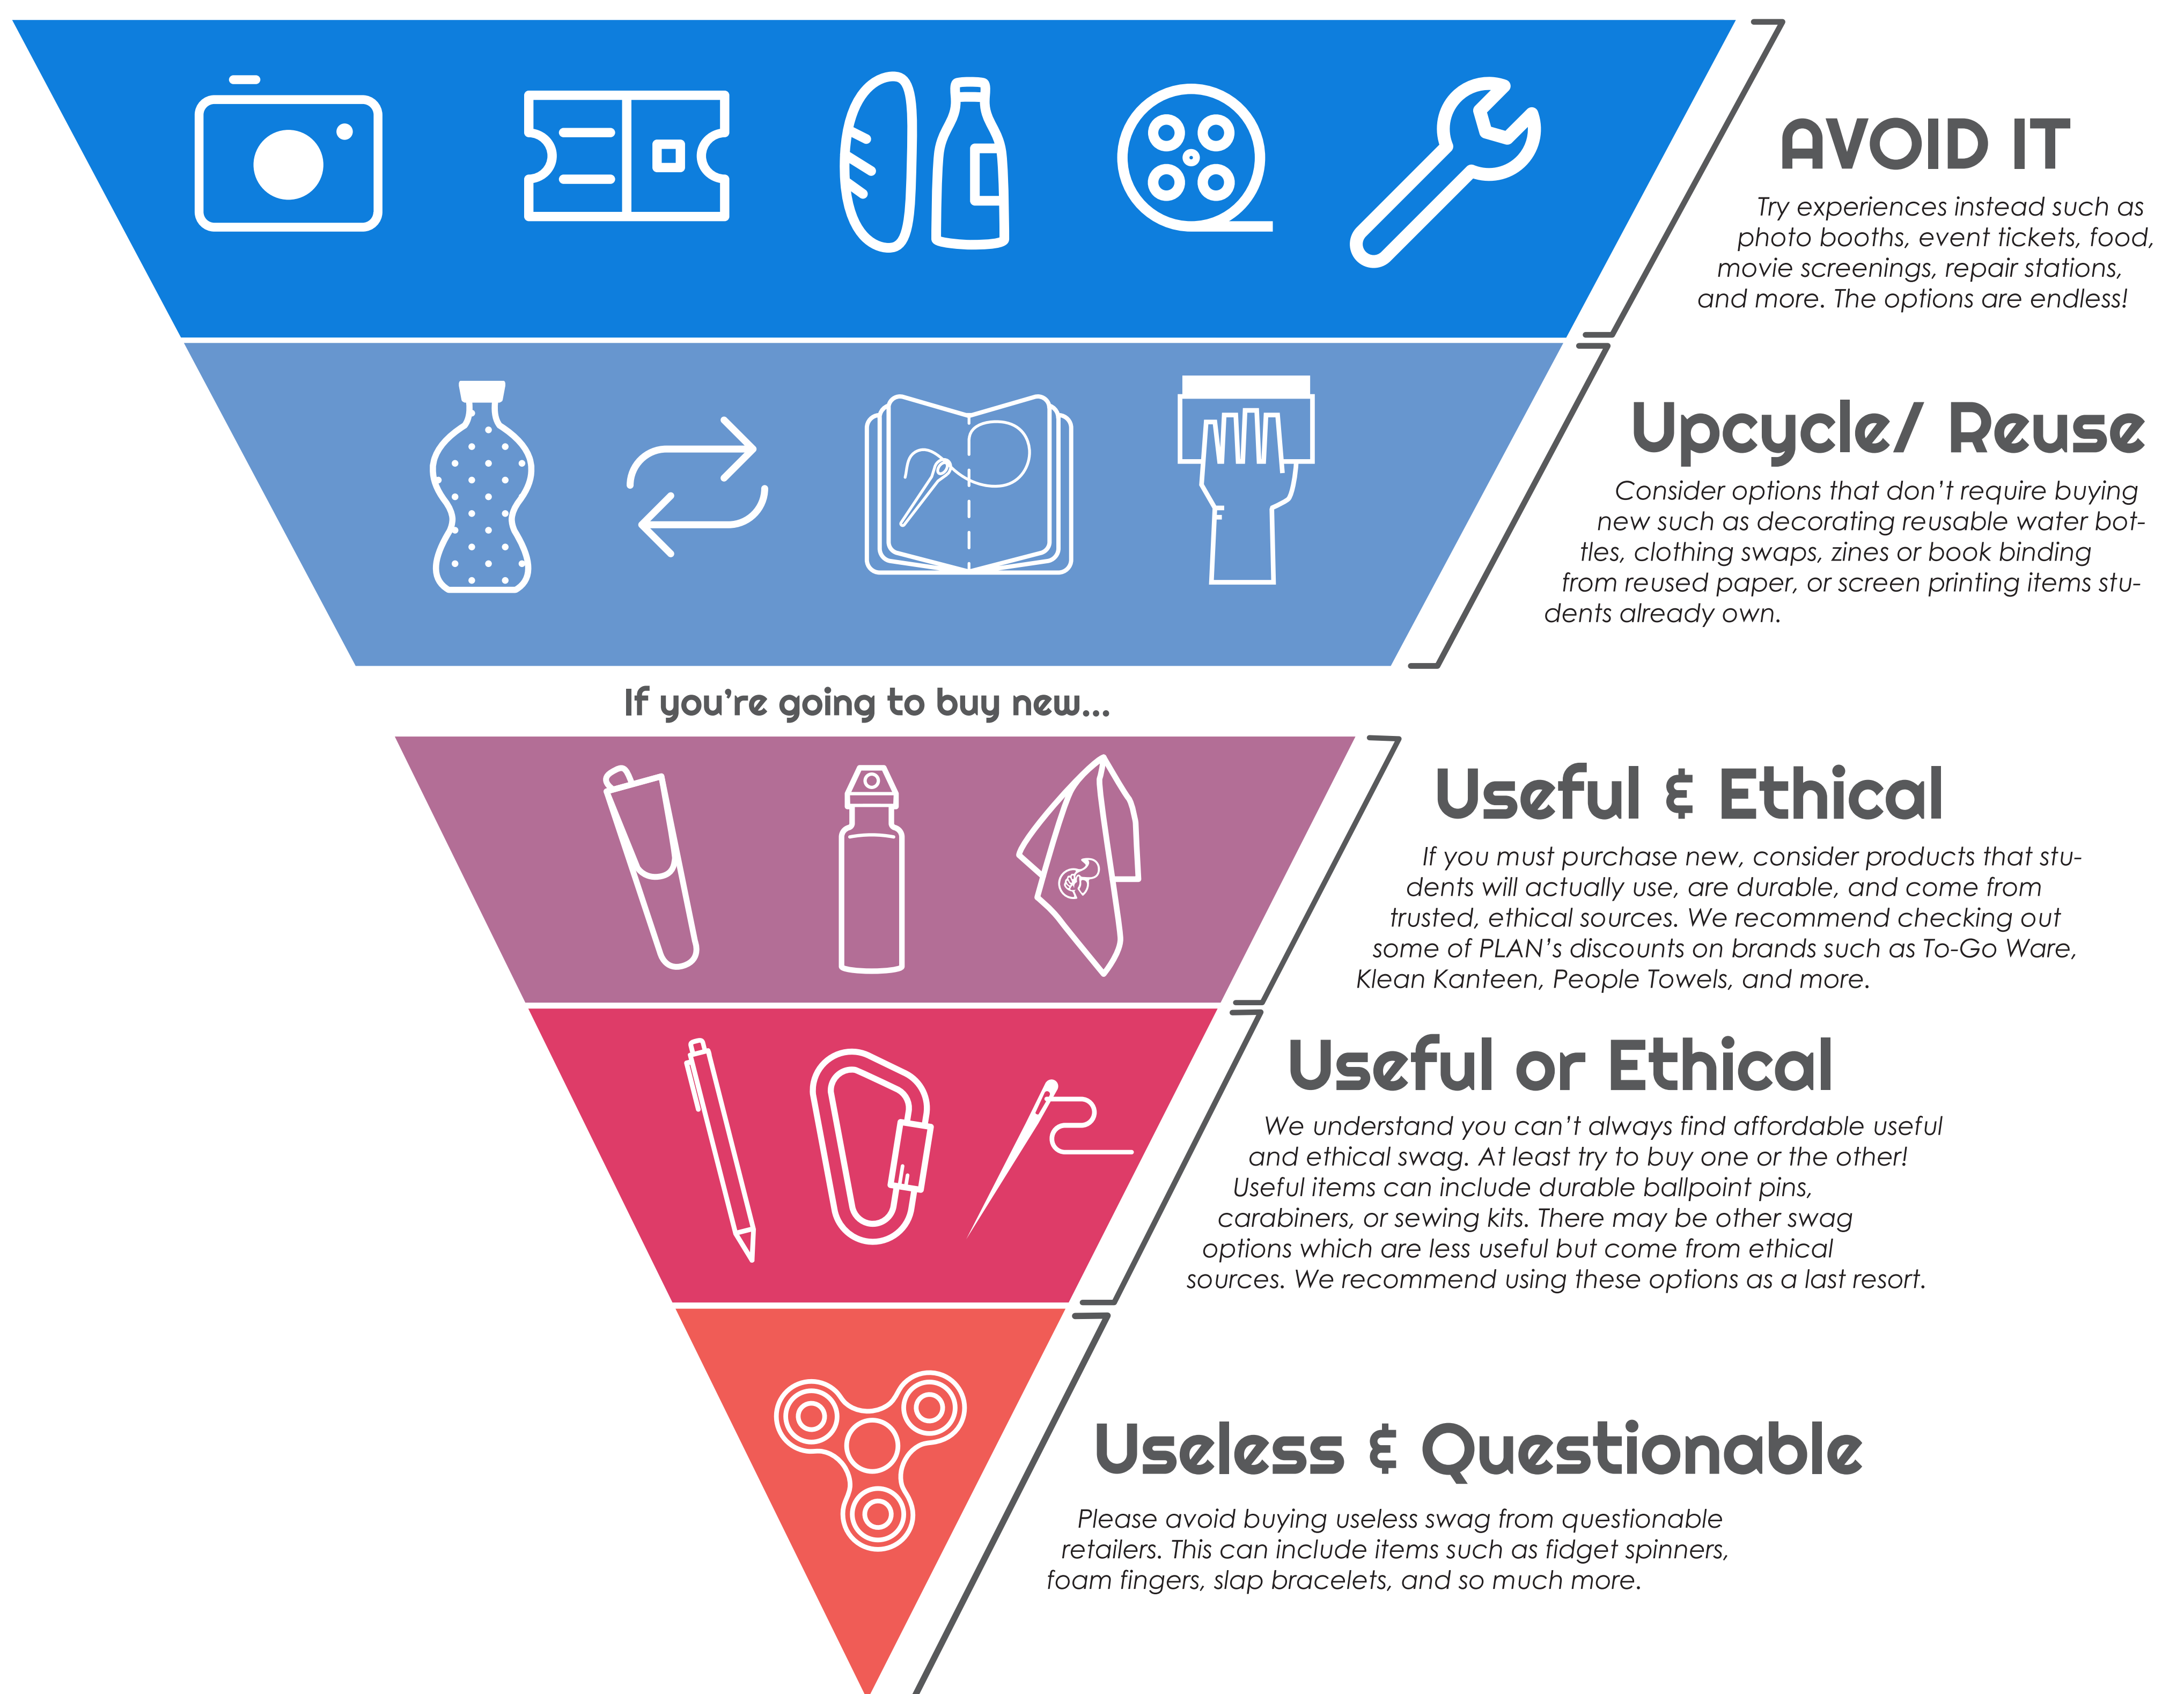 AVOID IT
Try experiences instead such as
photo booths, event tickets, food,
movie screenings, repair stations,
and more. The options are endless!
Upcycle/ Reuse
Consider options that don't require buying
new such as decorating reusable water bot-
tles, clothing swaps, zines or book binding
from reused paper, or screen printing items stu-
dents already own.
If you're going to buy new...
Useful & Ethical
If you must purchase new, consider products that stu-
dents will actually use, are durable, and come from
trusted, ethical sources. We recommend checking out
some of PLAN's discounts on brands such as To-Go Ware,
Klean Kanteen, People Towels, and more.
Useful or Ethical
We understand you can't always find affordable useful
and ethical swag. At least try to buy one or the other!
Useful items can include durable ballpoint pins,
carabiners, or sewing kits. There may be other swag
options which are less useful but come from ethical
sources. We recommend using these options as a last resort.
Useless & Questionable
Please avoid buying useless swag from questionable
retailers. This can include items such as fidget spinners,
foam fingers, slap bracelets, and so much more.